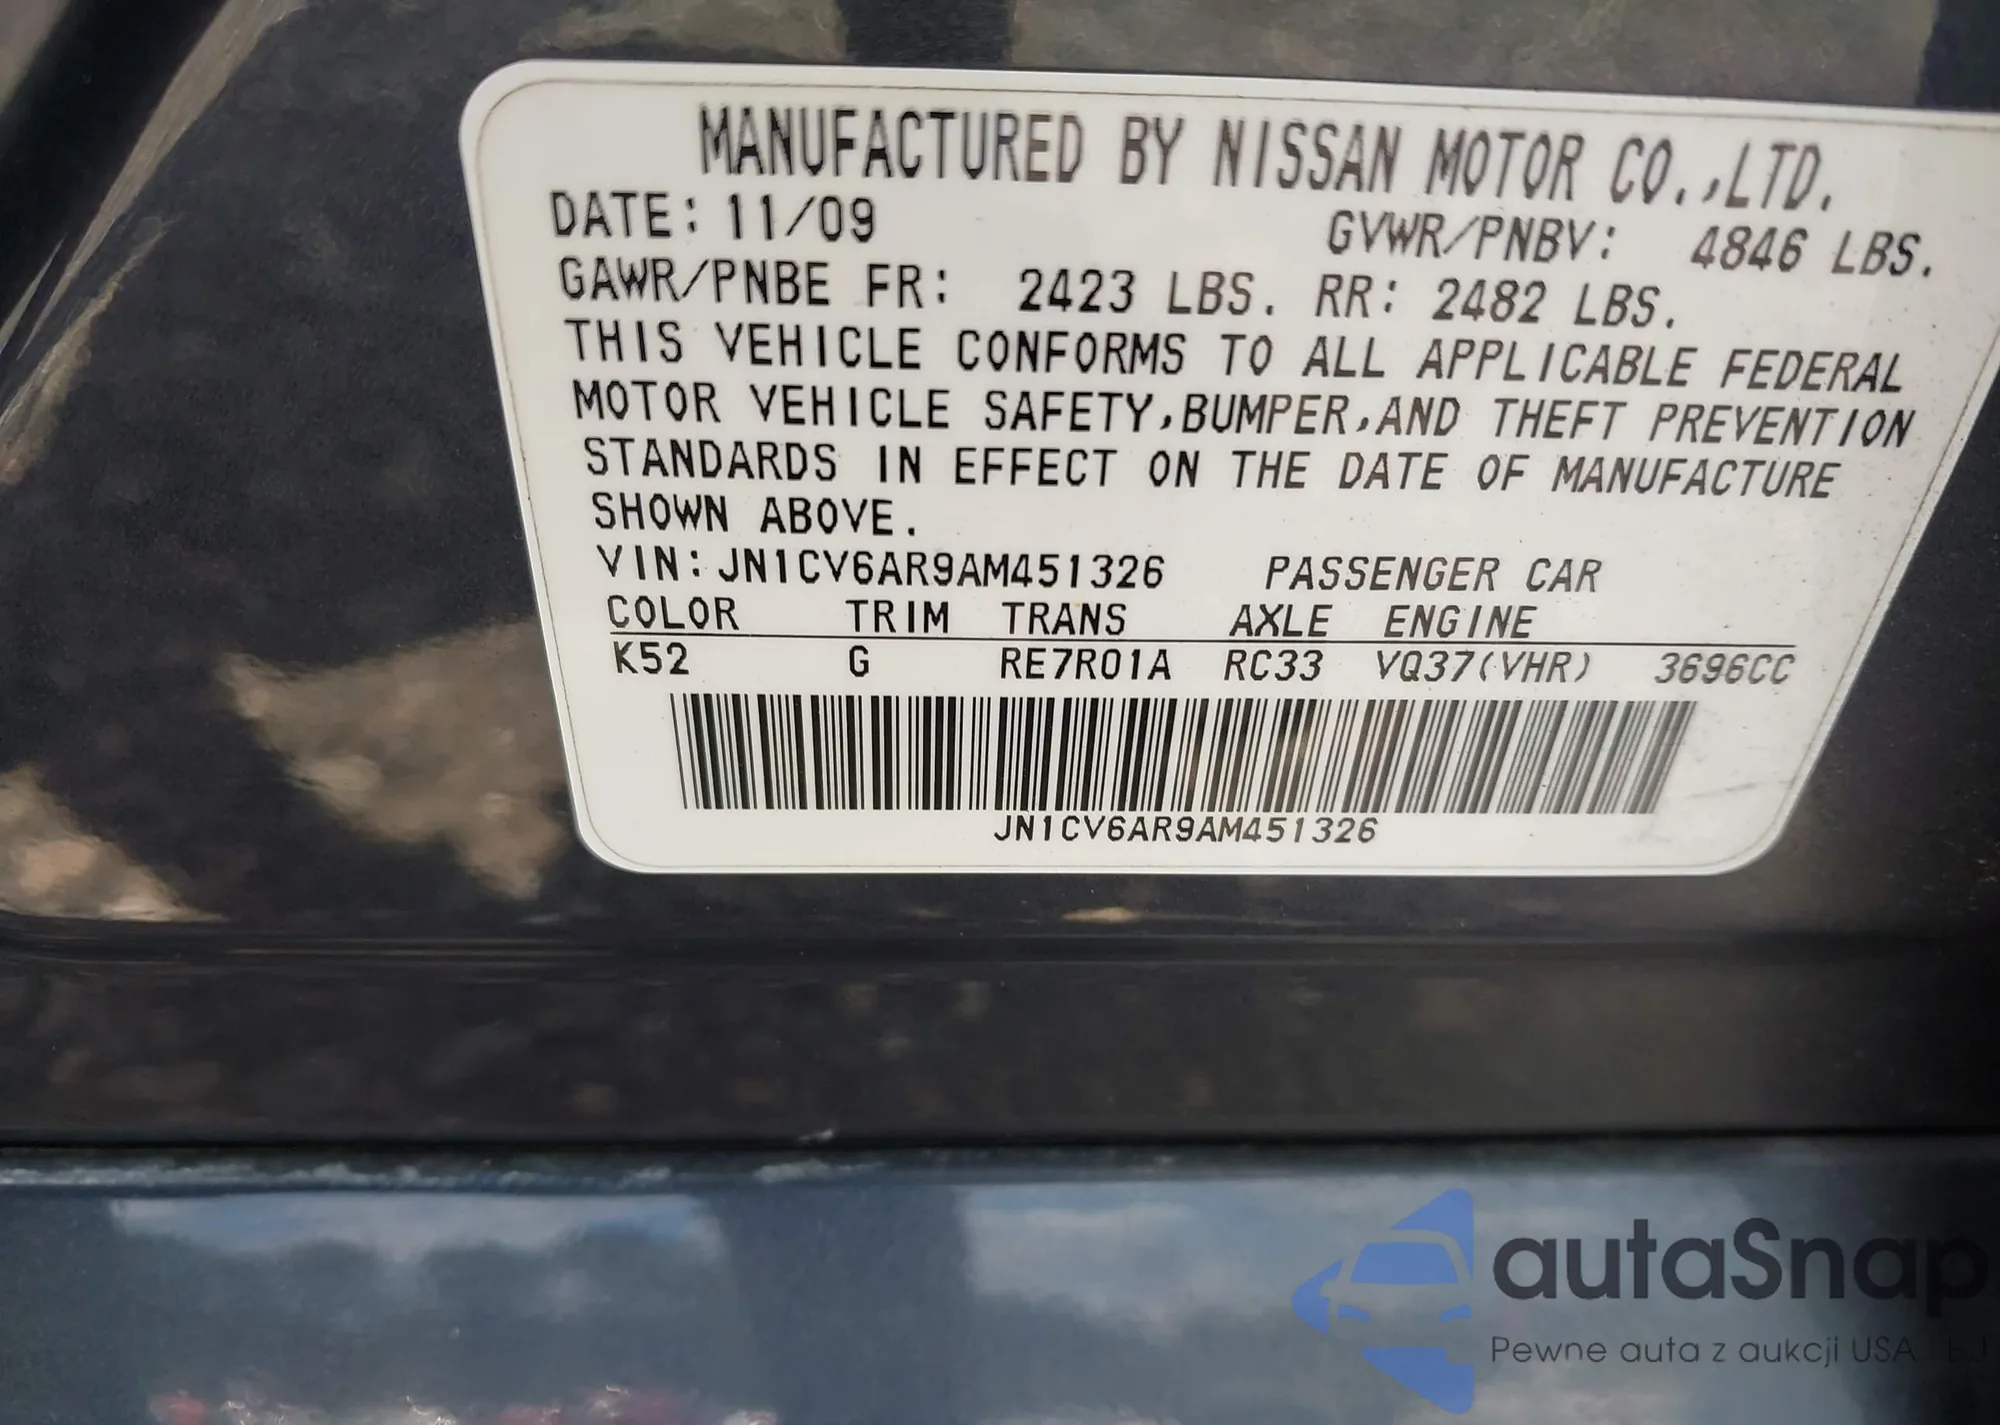 MANUFACTURED BY NISSAN MOTOR CO.,LTD.
DATE: 11/09 GVWR/PNBV: 4846 LBS.
GAWR/PNBE FR: 2423 LBS. RR: 2482 LBS.
THIS VEHICLE CONFORMS TO ALL APPLICABLE FEDERAL
MOTOR VEHICLE SAFETY,BUMPER,AND THEFT PREVENTION
STANDARDS IN EFFECT ON THE DATE OF MANUFACTURE
SHOWN ABOVE.
VIN:JN1CV6AR9AM451326 PASSENGER CAR
COLOR TRIM TRANS AXLE ENGINE
K52 G RE7R01A RC33 VQ37(VHR) 3696CC
JN1CV6AR9AM451326
autaSnap
Pewne auta z aukcji USA